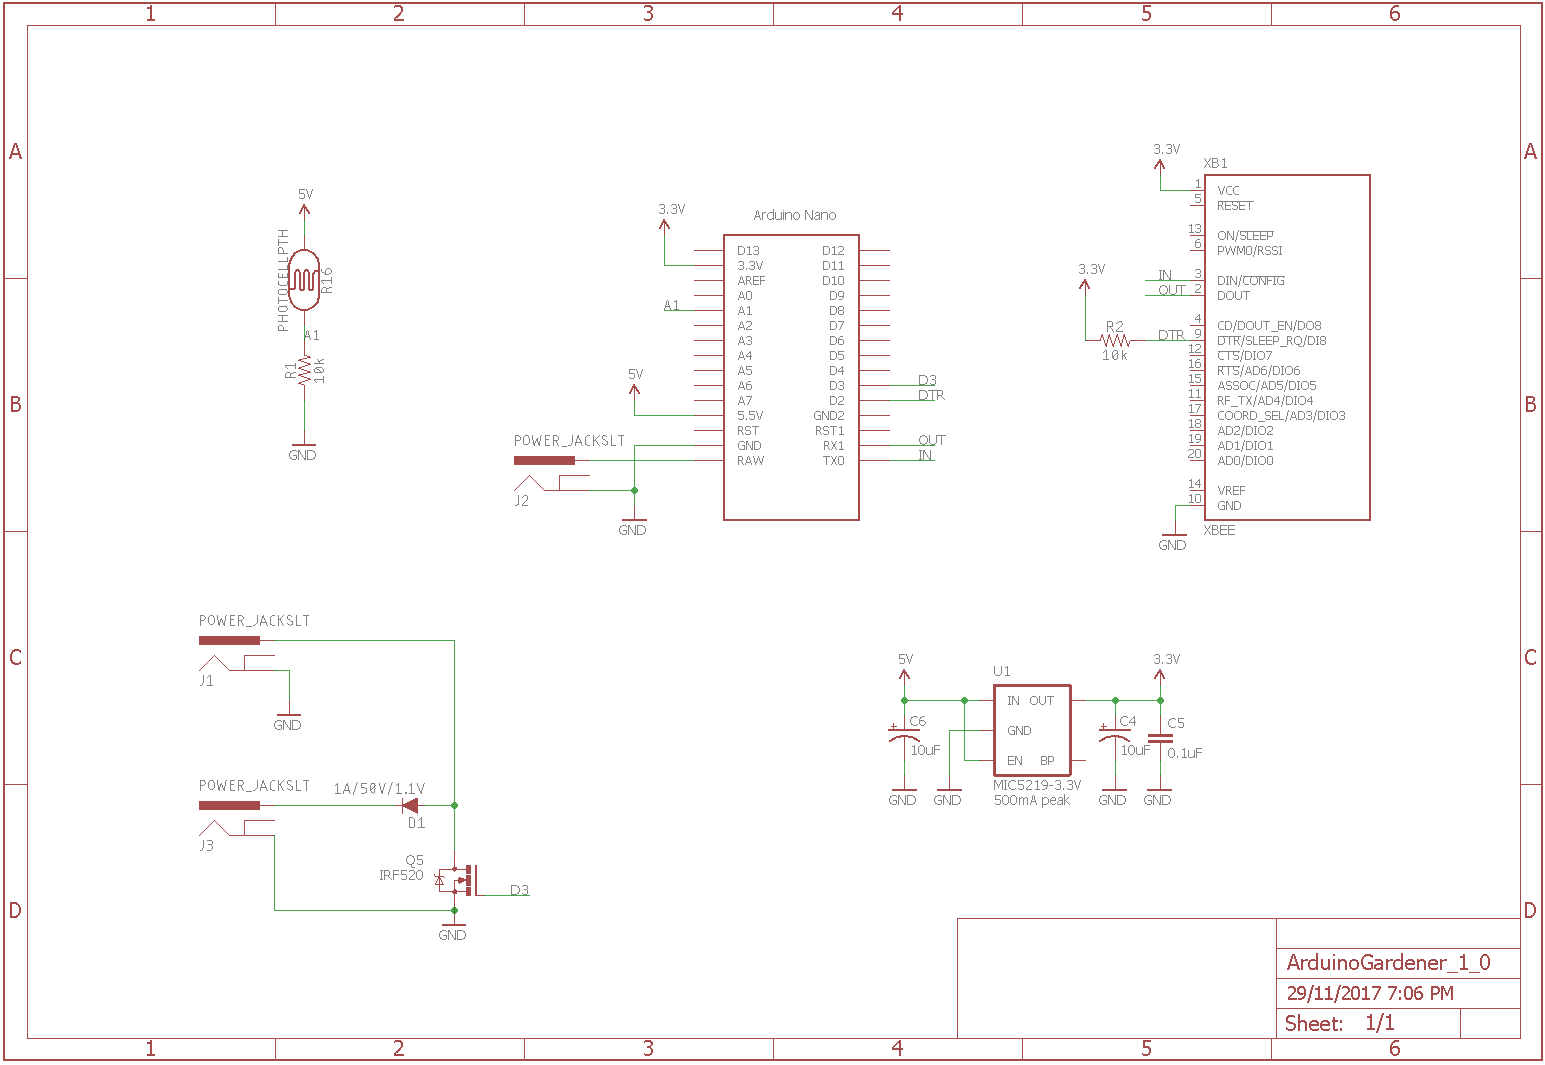 1 2 3 4 5 6
A
B
C
D
A
B
C
D
5V
PHOTOCELLPTH
R16
A1
R1
10k
GND
Arduino Nano
3.3V
D13
3.3V
AREF
A0
A1
A1
A2
A3
A4
A5
A6
A7
5V
5.5V
RST
GND
RAW
D12
D11
D10
D9
D8
D7
D6
D5
D4
D3
D3
D2
DTR
GND2
RST1
RX1
OUT
TX0
IN
POWER_JACKSLT
J2
GND
3.3V
XB1
1 VCC
5 RESET
13 ON/SLEEP
6 PWM0/RSSI
IN 3 DIN/CONFIG
OUT 2 DOUT
4 CD/DOUT_EN/DO8
DTR 9 DTR/SLEEP_RQ/DI8
12 CTS/DIO7
16 RTS/AD6/DIO6
15 ASSOC/AD5/DIO5
11 RF_TX/AD4/DIO4
17 COORD_SEL/AD3/DIO3
18 AD2/DIO2
19 AD1/DIO1
20 AD0/DIO0
14 VREF
10 GND
XBEE
GND
3.3V
R2
10k
POWER_JACKSLT
J1
GND
POWER_JACKSLT
J3
1A/50V/1.1V
D1
Q5
IRF520
D3
GND
5V
C6
10uF
GND
GND
U1
IN OUT
GND
EN BP
MIC5219-3.3V
500mA peak
3.3V
C4
10uF
C5
0.1uF
GND
GND
ArduinoGardener_1_0
29/11/2017 7:06 PM
Sheet: 1/1
1 2 3 4 5 6